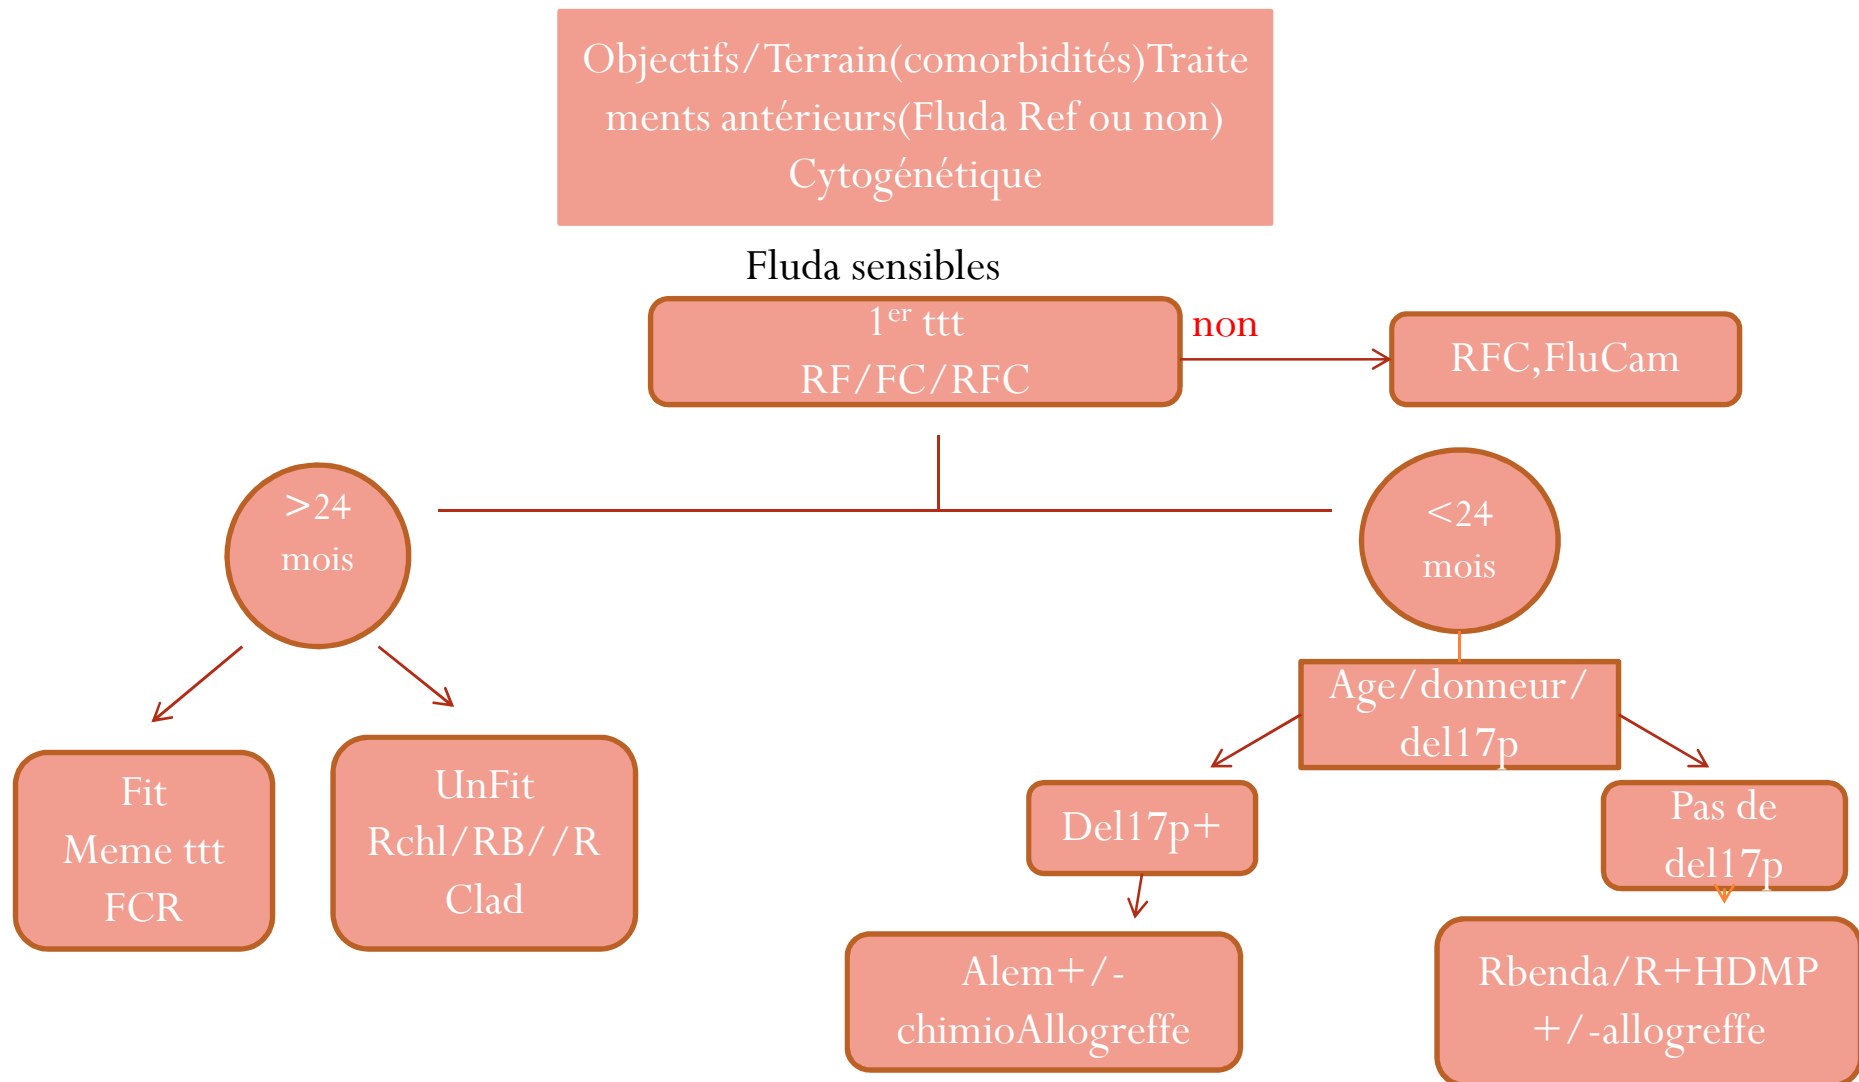 Objectifs/Terrain(comorbidités)Traite
ments antérieurs(Fluda Ref ou non)
Cytogénétique
Fluda sensibles
1er ttt
RF/FC/RFC
non
RFC,FluCam
>24
mois
<24
mois
Age/donneur/
del17p
Fit
Meme ttt
FCR
UnFit
Rchl/RB//R
Clad
Del17p+
Pas de
del17p
Alem+/-
chimioAllogreffe
Rbenda/R+HDMP
+/-allogreffe